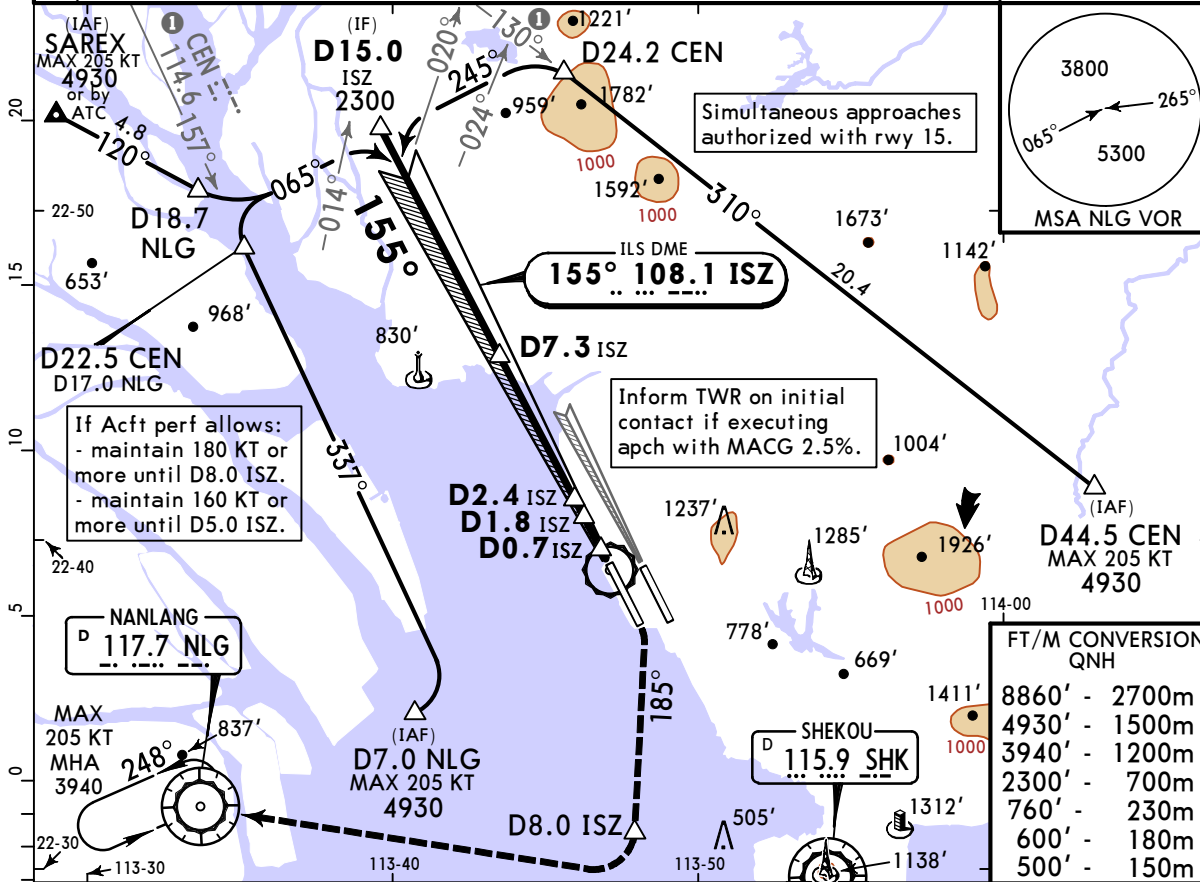 (IAF)
SAREX
MAX 205 KT
4930
or by
ATC
4.8
120°
1
CEN
114.6 157°
(IF)
D15.0
ISZ
2300
020°
245°
-024°
-130°
1
1221'
D24.2 CEN
959'
1782'
1000
Simultaneous approaches
authorized with rwy 15.
3800
265°
065°
5300
MSA NLG VOR
20
22-50
D18.7
NLG
065°
-014°
155°
1592'
1000
310°
20.4
1673'
1142'
653'
15
968'
D22.5 CEN
D17.0 NLG
830'
ILS DME
155° 108.1 ISZ
D7.3 ISZ
If Acft perf allows:
- maintain 180 KT or
more until D8.0 ISZ.
- maintain 160 KT or
more until D5.0 ISZ.
337°
Inform TWR on initial
contact if executing
apch with MACG 2.5%.
10
1004'
D2.4 ISZ
D1.8 ISZ
D0.7 ISZ
1237'
1285'
1926'
1000
(IAF)
D44.5 CEN
MAX 205 KT
4930
22-40
114-00
5
NANLANG
D 117.7 NLG
778'
669'
185°
1411'
1000
MAX
205 KT
MHA
3940
248°
837'
(IAF)
D7.0 NLG
MAX 205 KT
4930
SHEKOU
D 115.9 SHK
0
D8.0 ISZ
505'
1312'
1138'
22-30
113-30
113-40
113-50
FT/M CONVERSION
QNH
8860' - 2700m
4930' - 1500m
3940' - 1200m
2300' - 700m
760' - 230m
600' - 180m
500' - 150m